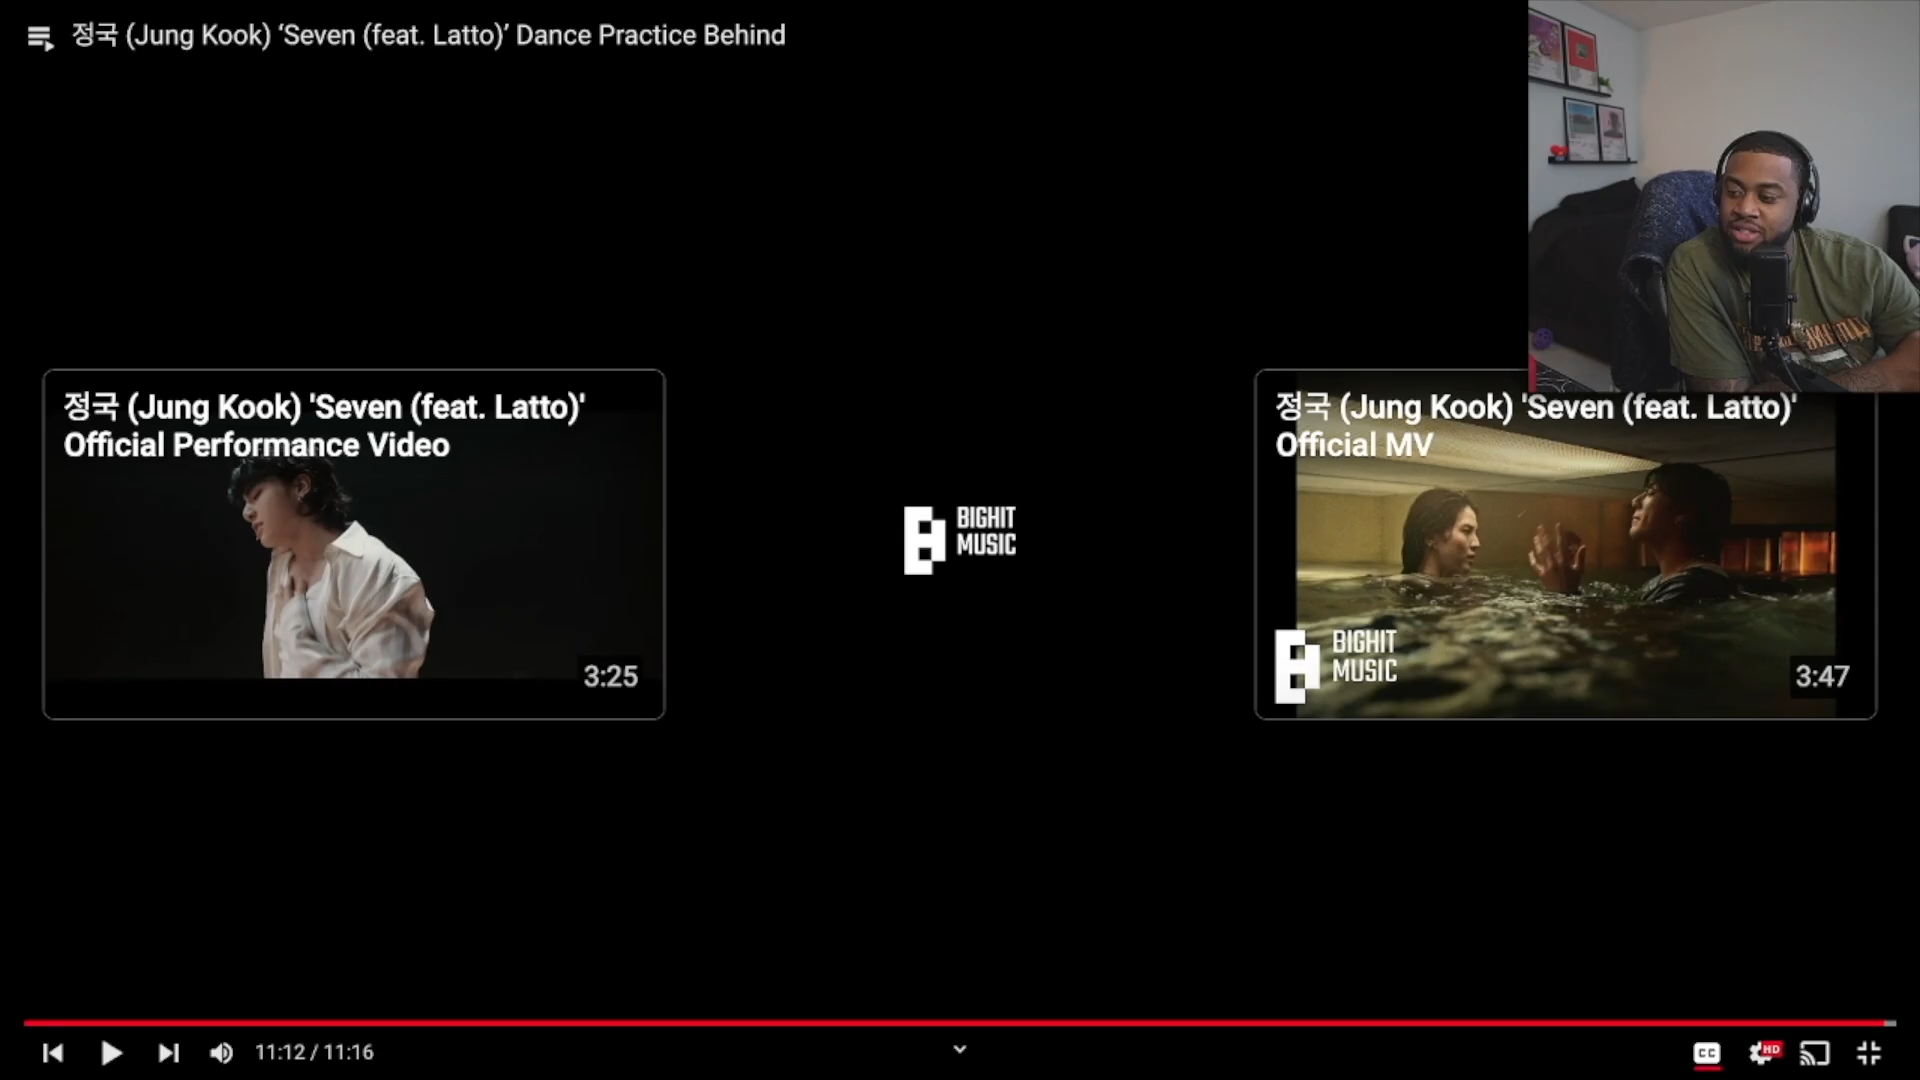 정국 (Jung Kook) ‘Seven (feat. Latto)’ Dance Practice Behind
정국 (Jung Kook) 'Seven (feat. Latto)'
Official Performance Video
3:25
BIGHIT
MUSIC
정국 (Jung Kook) 'Seven (feat. Latto)'
Official MV
BIGHIT
MUSIC
3:47
11:12 / 11:16
CC
HD